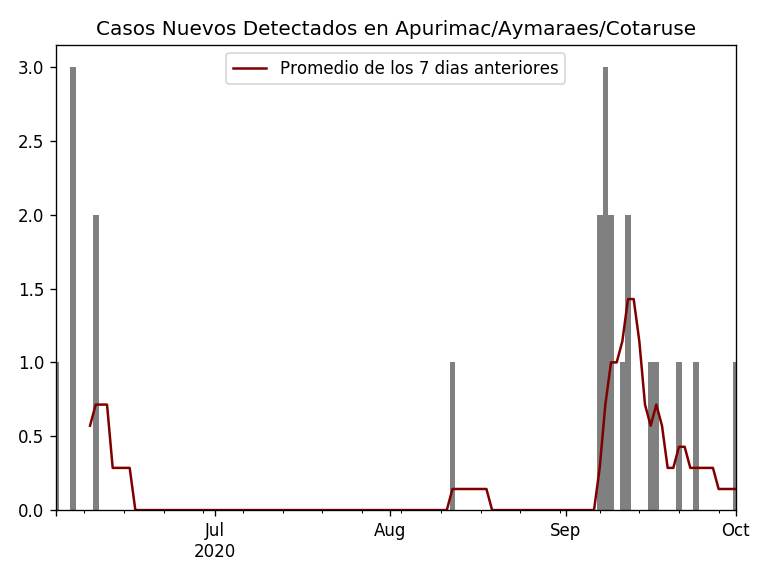 Casos Nuevos Detectados en Apurimac/Aymaraes/Cotaruse
Promedio de los 7 dias anteriores
3.0
2.5
2.0
1.5
1.0
0.5
0.0
Jul
2020
Aug
Sep
Oct